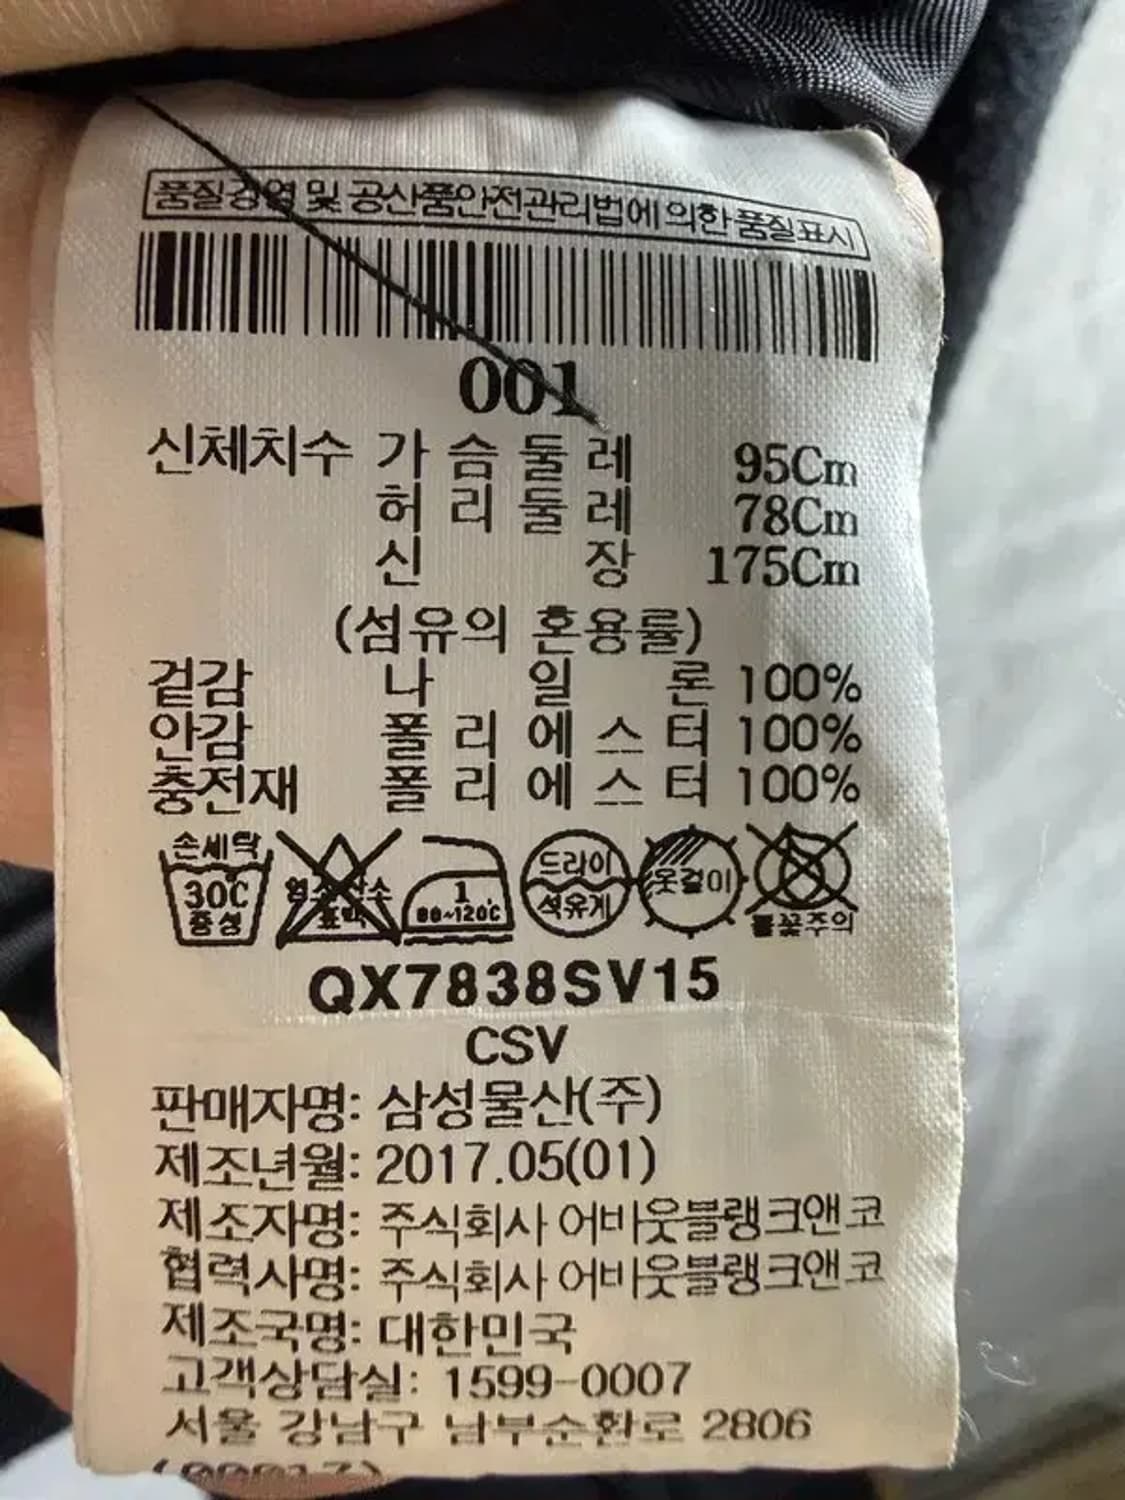 품질경영 및 공산품안전관리법에 의한 품질표시
001
신체치수 가 슴 둘 레 95Cm
허 리 둘 레 78Cm
신 장 175Cm
(섬유의 혼용률)
겉감 나 일 론 100%
안감 폴 리 에 스 터 100%
충전재 폴 리 에 스 터 100%
손세탁
30C
중성
표백
1
80~120C
드라이
석유계
옷걸이
불꽃주의
QX7838SV15
CSV
판매자명: 삼성물산(주)
제조년월: 2017.05(01)
제조자명: 주식회사 어바웃블랭크앤코
협력사명: 주식회사 어바웃블랭크앤코
제조국명: 대한민국
고객상담실: 1599-0007
서울 강남구 남부순환로 2806